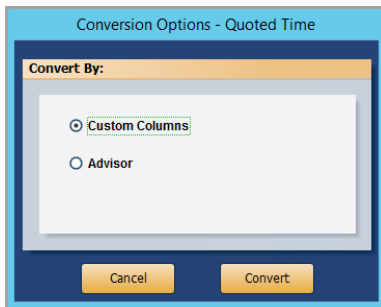 Conversion Options - Quoted Time
Convert By:
Custom Columns
Advisor
Cancel Convert